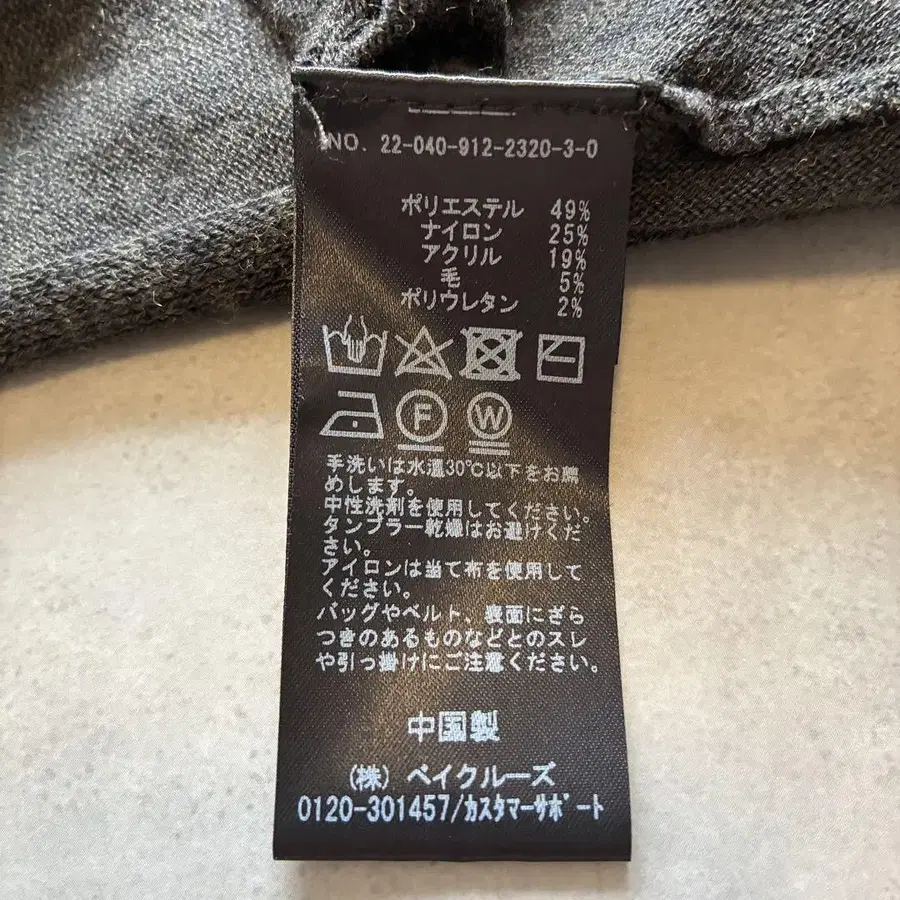 NO. 22-040-912-2320-3-0
ポリエステル 49%
ナイロン 25%
アクリル 19%
毛 5%
ポリウレタン 2%
F W
手洗いは水温30℃以下をお薦
めします。
中性洗剤を使用してください。
タンブラー乾燥はお避けくだ
さい。
アイロンは当て布を使用して
ください。
バッグやベルト、表面にざら
つきのあるものなどとのスレ
や引っ掛けにご注意ください。
中国製
(株) ベイクルーズ
0120-301457/カスタマーサポート